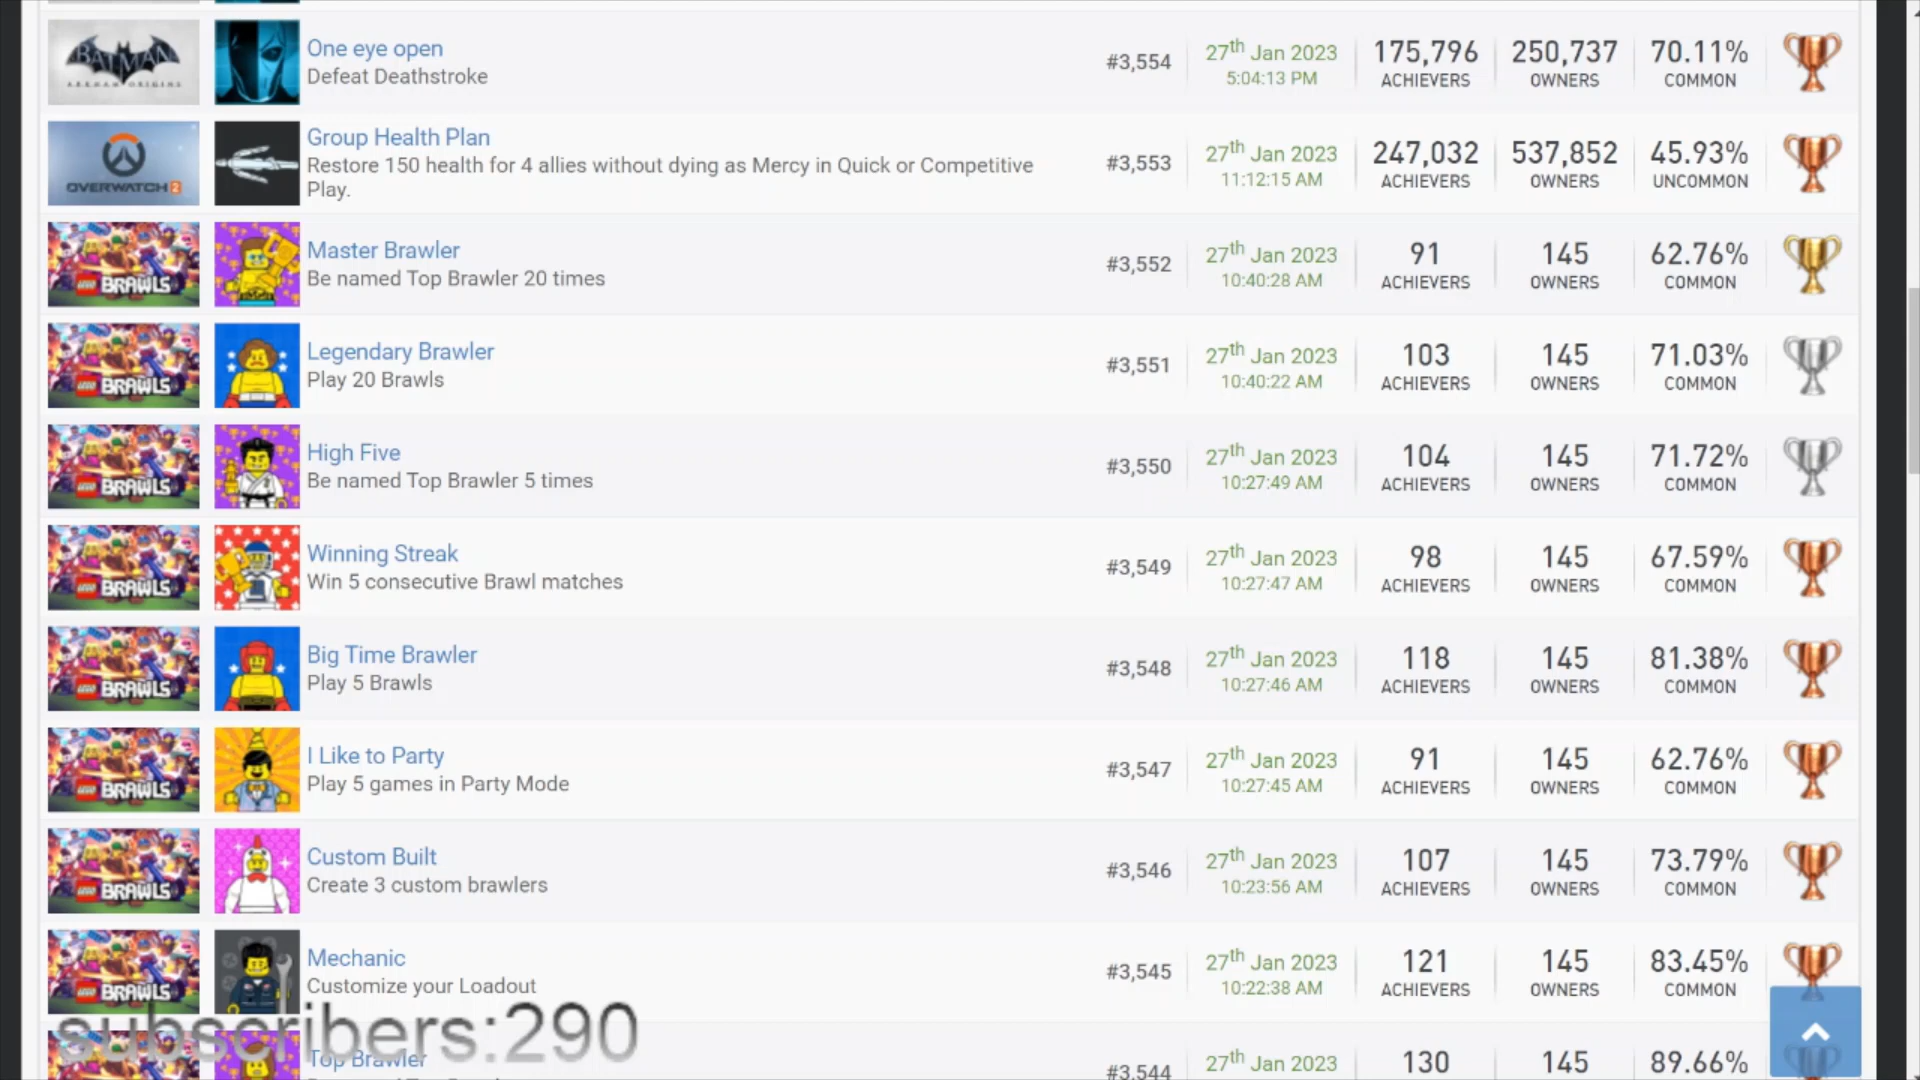 BATMAN
ARKHAM ORIGINS
One eye open
Defeat Deathstroke
#3,554
27th Jan 2023
5:04:13 PM
175,796
ACHIEVERS
250,737
OWNERS
70.11%
COMMON
OVERWATCH 2
Group Health Plan
Restore 150 health for 4 allies without dying as Mercy in Quick or Competitive
Play.
#3,553
27th Jan 2023
11:12:15 AM
247,032
ACHIEVERS
537,852
OWNERS
45.93%
UNCOMMON
LEGO BRAWLS
Master Brawler
Be named Top Brawler 20 times
#3,552
27th Jan 2023
10:40:28 AM
91
ACHIEVERS
145
OWNERS
62.76%
COMMON
LEGO BRAWLS
Legendary Brawler
Play 20 Brawls
#3,551
27th Jan 2023
10:40:22 AM
103
ACHIEVERS
145
OWNERS
71.03%
COMMON
LEGO BRAWLS
High Five
Be named Top Brawler 5 times
#3,550
27th Jan 2023
10:27:49 AM
104
ACHIEVERS
145
OWNERS
71.72%
COMMON
LEGO BRAWLS
Winning Streak
Win 5 consecutive Brawl matches
#3,549
27th Jan 2023
10:27:47 AM
98
ACHIEVERS
145
OWNERS
67.59%
COMMON
LEGO BRAWLS
Big Time Brawler
Play 5 Brawls
#3,548
27th Jan 2023
10:27:46 AM
118
ACHIEVERS
145
OWNERS
81.38%
COMMON
LEGO BRAWLS
I Like to Party
Play 5 games in Party Mode
#3,547
27th Jan 2023
10:27:45 AM
91
ACHIEVERS
145
OWNERS
62.76%
COMMON
LEGO BRAWLS
Custom Built
Create 3 custom brawlers
#3,546
27th Jan 2023
10:23:56 AM
107
ACHIEVERS
145
OWNERS
73.79%
COMMON
LEGO BRAWLS
Mechanic
Customize your Loadout
#3,545
27th Jan 2023
10:22:38 AM
121
ACHIEVERS
145
OWNERS
83.45%
COMMON
subscribers:290
Top Brawler
#3,544
27th Jan 2023
130
145
89.66%